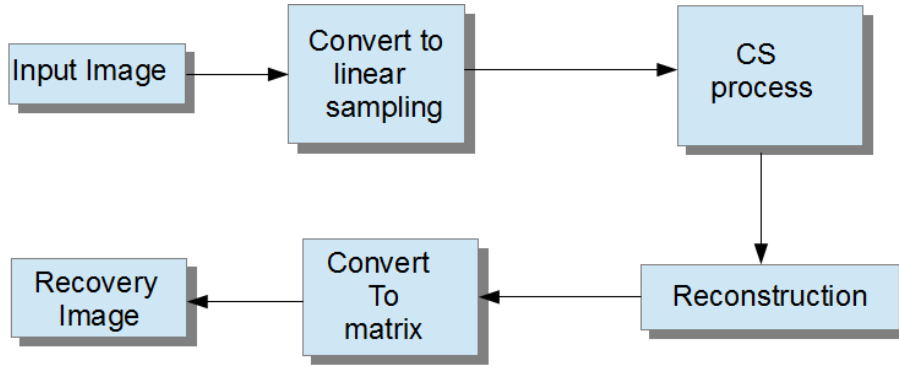 Input Image
Convert to
linear
sampling
CS
process
Reconstruction
Convert
To
matrix
Recovery
Image